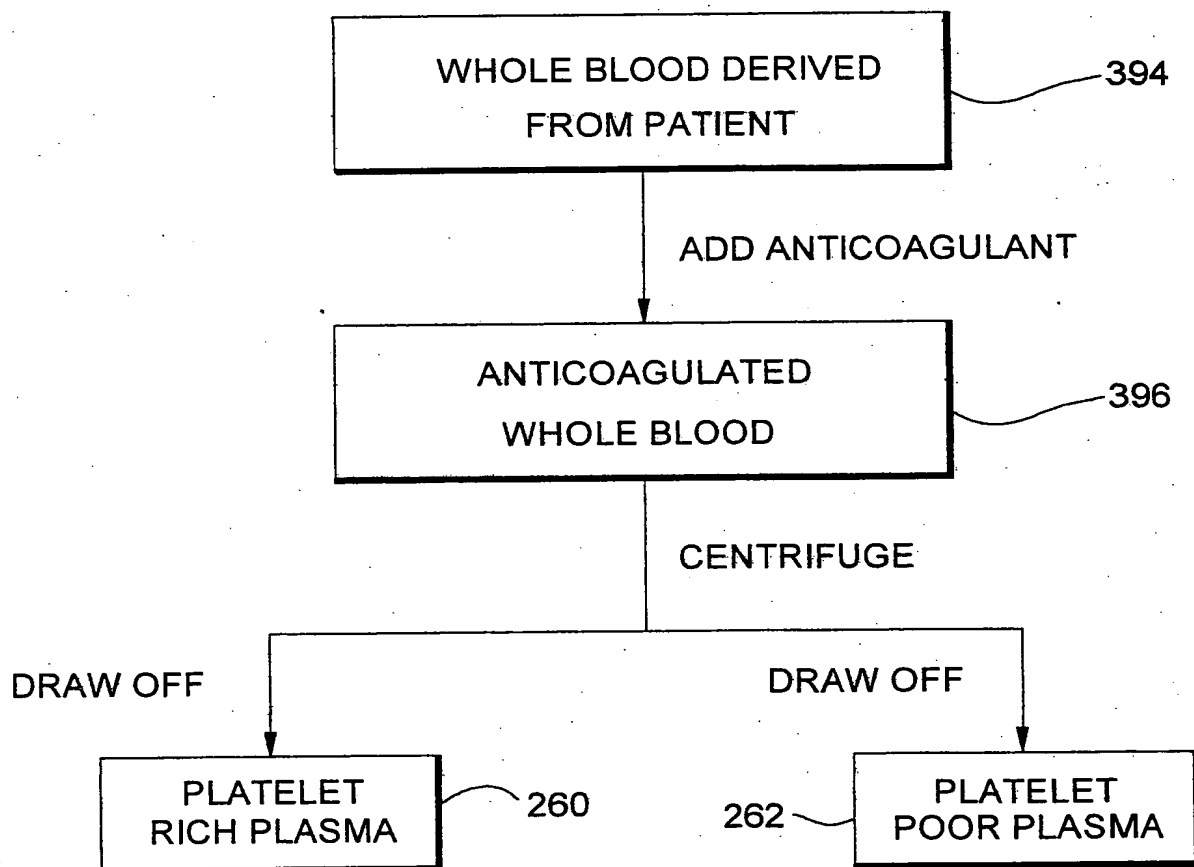 WHOLE BLOOD DERIVED
FROM PATIENT
394
ADD ANTICOAGULANT
ANTICOAGULATED
WHOLE BLOOD
396
CENTRIFUGE
DRAW OFF
DRAW OFF
PLATELET
RICH PLASMA
260
262
PLATELET
POOR PLASMA